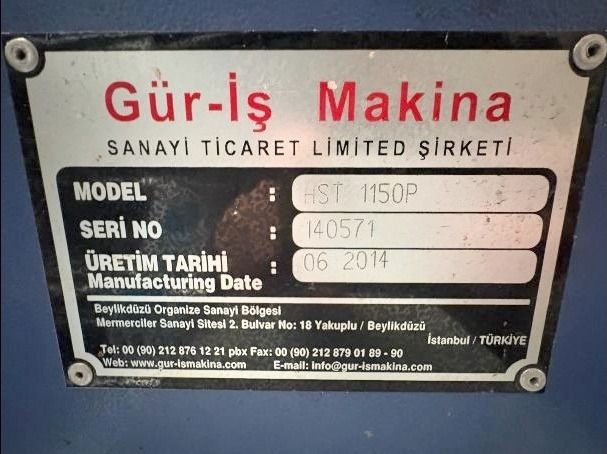 Gür-İş Makina
SANAYİ TİCARET LİMİTED ŞİRKETİ
MODEL : HST 1150P
SERİ NO : 140571
ÜRETİM TARİHİ : 06 2014
Manufacturing Date
Beylikdüzü Organize Sanayi Bölgesi
Mermerciler Sanayi Sitesi 2. Bulvar No: 18 Yakuplu / Beylikdüzü
İstanbul / TÜRKİYE
Tel: 00 (90) 212 876 12 21 pbx Fax: 00 (90) 212 879 01 89 - 90
Web: www.gur-ismakina.com E-mail: info@gur-ismakina.com